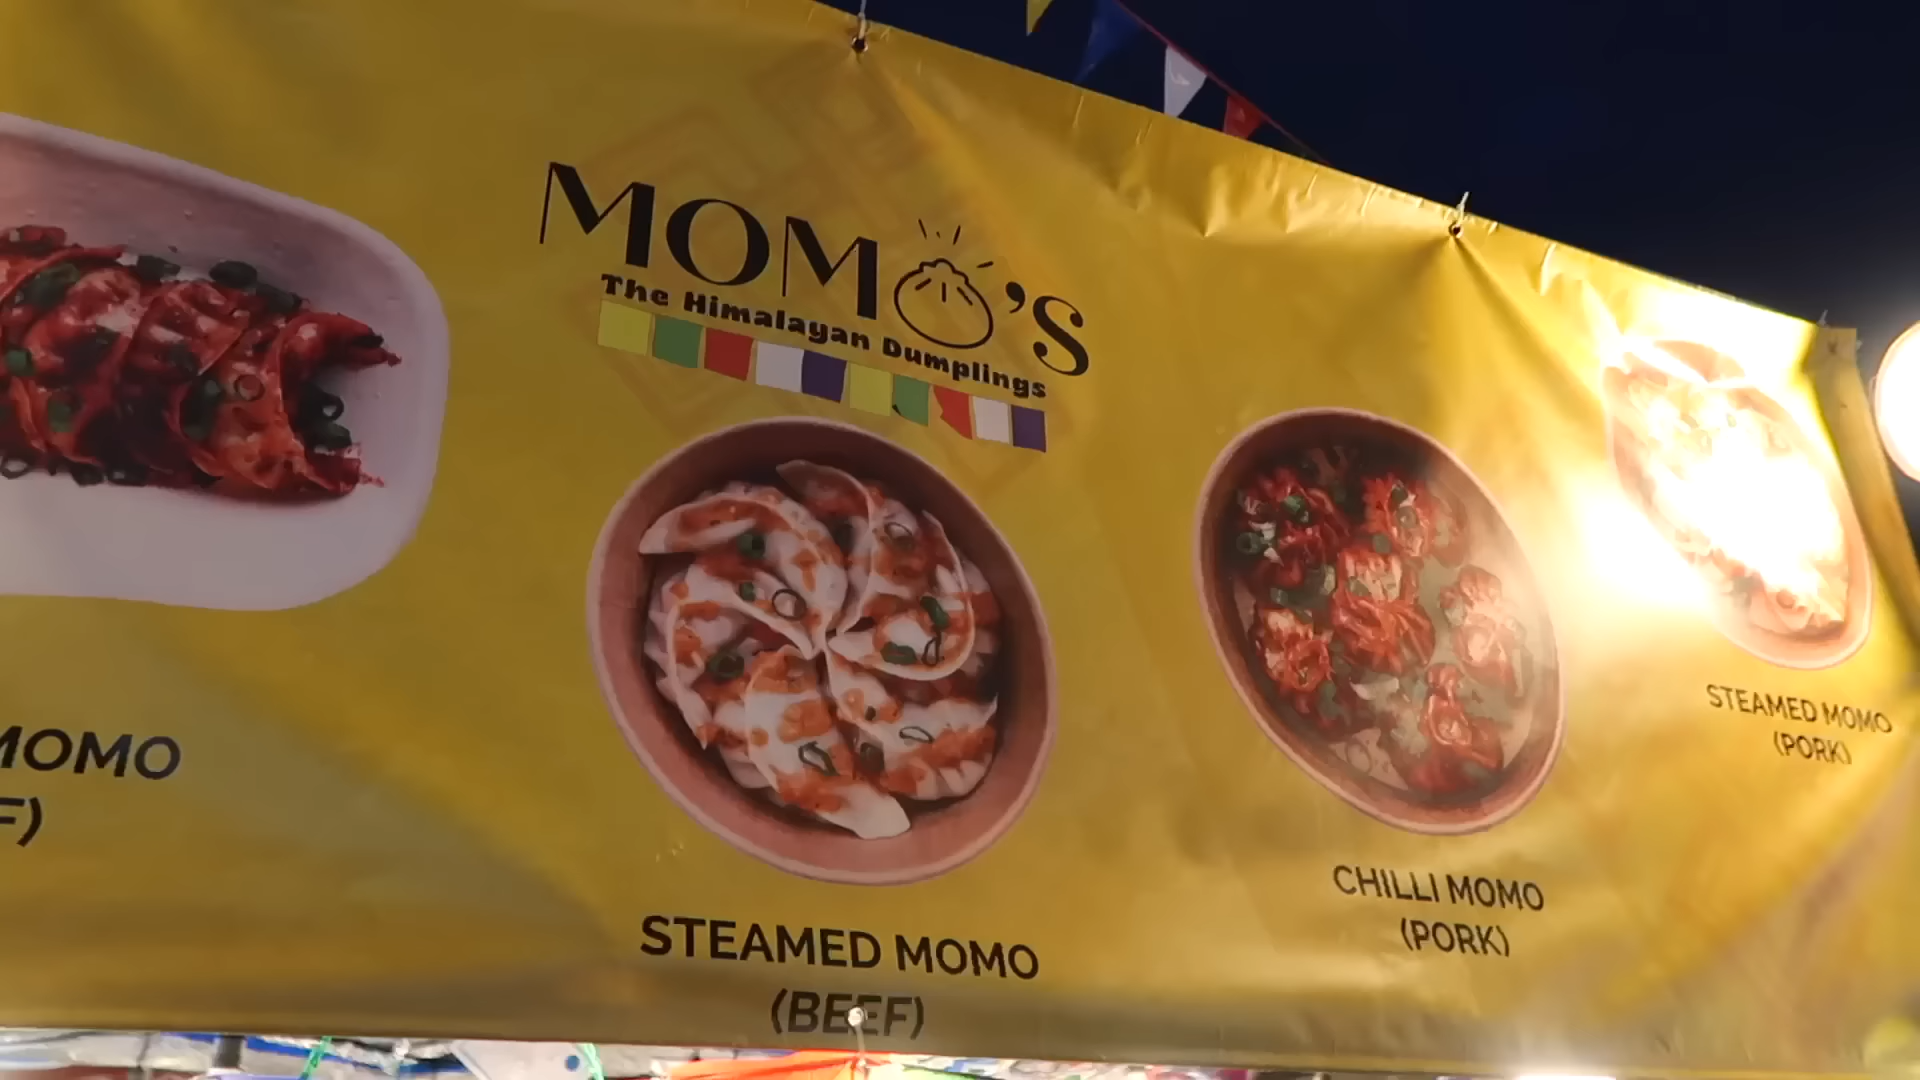 MOMO'S
The Himalayan Dumplings
MOMO
F)
STEAMED MOMO
(BEEF)
CHILLI MOMO
(PORK)
STEAMED MOMO
(PORK)